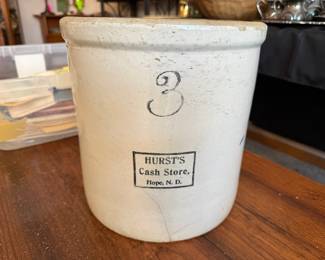 3
HURST'S
Cash Store,
Hope, N. D.